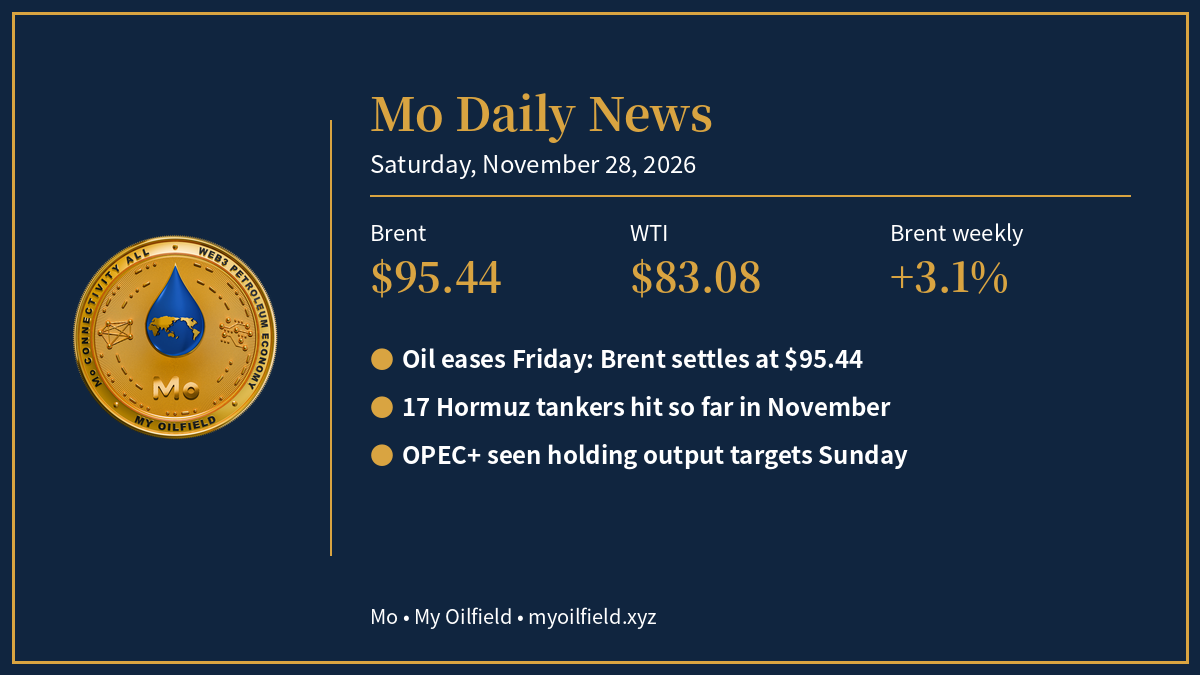 Mo Daily News
Saturday, November 28, 2026
Brent WTI Brent weekly
$95.44 $83.08 +3.1%
Oil eases Friday: Brent settles at $95.44
17 Hormuz tankers hit so far in November
OPEC+ seen holding output targets Sunday
Mo • My Oilfield • myoilfield.xyz
Mo CONNECTIVITY ALL • WEB3 PETROLEUM ECONOMY
Mo
MY OILFIELD